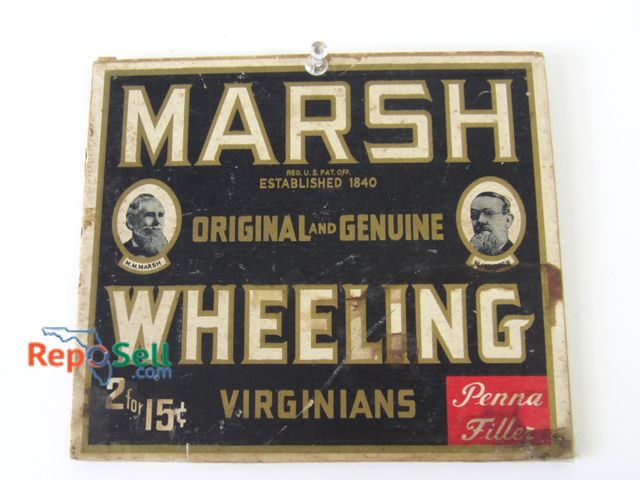 MARSH
REG. U.S. PAT. OFF.
ESTABLISHED 1840
ORIGINAL AND GENUINE
M.M. MARSH
WHEELING
RepoSell.com
2 for 15¢
VIRGINIANS
Penna
Filler